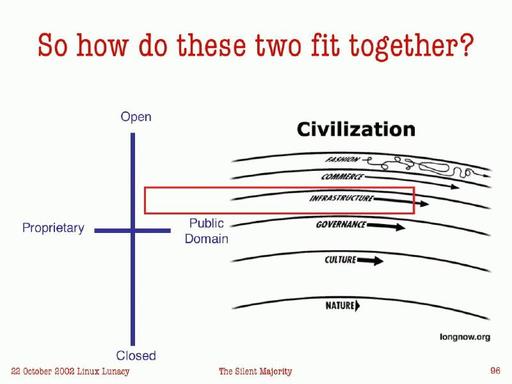 So how do these two fit together?
Open
Civilization
FASHION
COMMERCE
INFRASTRUCTURE
Proprietary
Public
Domain
GOVERNANCE
CULTURE
NATURE
longnow.org
Closed
22 October 2002 Linux Lunacy
The Silent Majority
96